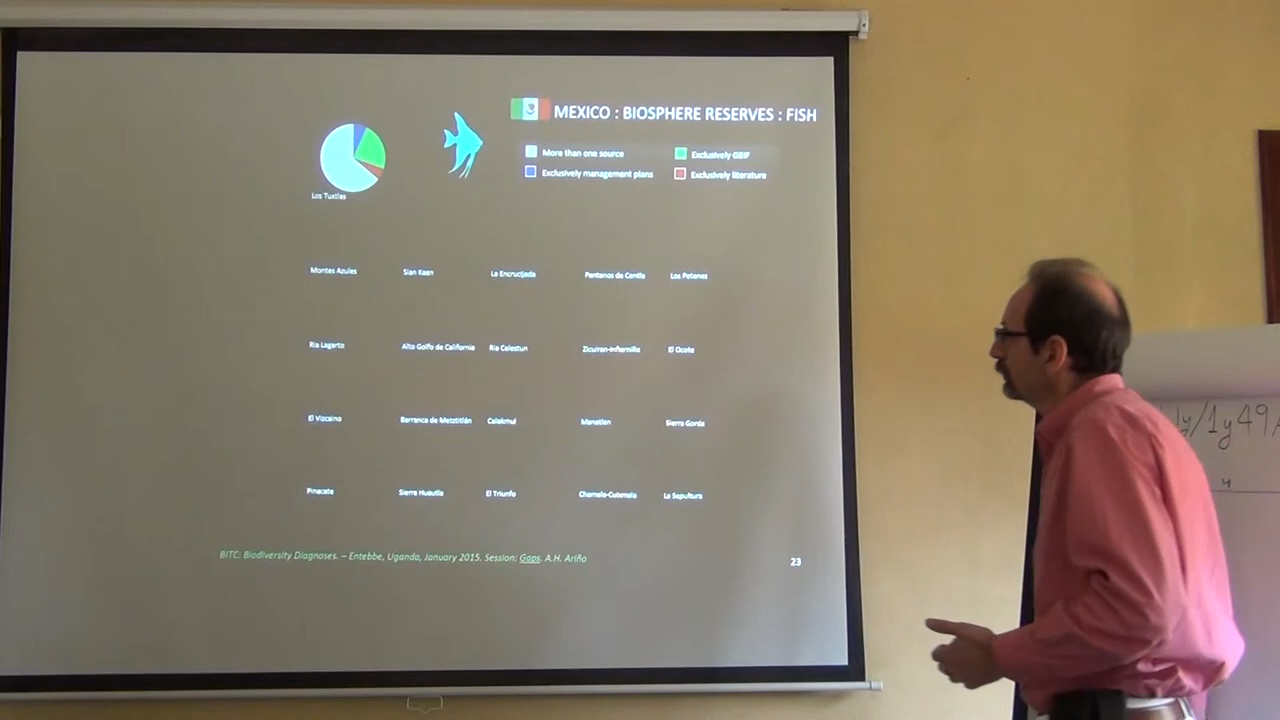 MEXICO : BIOSPHERE RESERVES : FISH
More than one source
Exclusively GBIF
Exclusively management plans
Exclusively literature
Los Tuxtlas
Montes Azules
Sian Kaan
La Encrucijada
Pantanos de Centla
Los Petenes
Ria Lagarto
Alto Golfo de California
Ria Celestun
Zicuiran-Infiernillo
El Ocote
El Vizcaino
Barranca de Metztitlán
Calakmul
Manatlan
Sierra Gorda
Pinacate
Sierra Huautla
El Triunfo
Chamela-Cuixmala
La Sepultura
BITC: Biodiversity Diagnoses. – Entebbe, Uganda, January 2015. Session: Gaps. A.H. Ariño
23